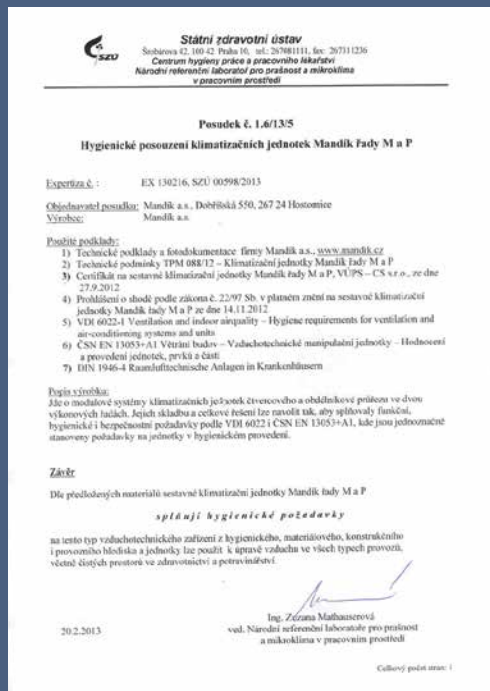 SZÚ
Státní zdravotní ústav
Šrobárova 42, 100 42 Praha 10, tel.: 267081111, fax: 267311236
Centrum hygieny práce a pracovního lékařství
Národní referenční laboratoř pro prašnost a mikroklima
v pracovním prostředí
Posudek č. 1.6/13/5
Hygienické posouzení klimatizačních jednotek Mandík řady M a P
Expertíza č. : EX 130216, SZÚ 00598/2013
Objednavatel posudku: Mandík a.s., Dobříšská 550, 267 24 Hostomice
Výrobce: Mandík a.s.
Použité podklady:
1) Technické podklady a fotodokumentace firmy Mandík a.s., www.mandik.cz
2) Technické podmínky TPM 088/12 – Klimatizační jednotky Mandík řady M a P
3) Certifikát na sestavné klimatizační jednotky Mandík řady M a P, VÚPS – CS s.r.o., ze dne
27.9.2012
4) Prohlášení o shodě podle zákona č. 22/97 Sb. v platném znění na sestavné klimatizační
jednotky Mandík řady M a P ze dne 14.11.2012
5) VDI 6022-1 Ventilation and indoor airquality – Hygiene requirements for ventilation and
air-conditioning systems and units
6) ČSN EN 13053+A1 Větrání budov – Vzduchotechnické manipulační jednotky – Hodnocení
a provedení jednotek, prvků a částí
7) DIN 1946-4 Raumlufttechnische Anlagen in Krankenhäusern
Popis výrobku:
Jde o modulové systémy klimatizačních jednotek čtvercového a obdélníkové průřezu ve dvou
výkonových řadách. Jejich skladbu a celkové řešení lze navolit tak, aby splňovaly funkční,
hygienické i bezpečnostní požadavky podle VDI 6022 i ČSN EN 13053+A1, kde jsou jednoznačně
stanoveny požadavky na jednotky v hygienickém provedení.
Závěr
Dle předložených materiálů sestavné klimatizační jednotky Mandík řady M a P
splňují hygienické požadavky
na tento typ vzduchotechnického zařízení z hygienického, materiálového, konstrukčního
i provozního hlediska a jednotky lze použít k úpravě vzduchu ve všech typech provozů,
včetně čistých prostorů ve zdravotnictví a potravinářství.
Ing. Zuzana Mathauserová
20.2.2013 ved. Národní referenční laboratoře pro prašnost
a mikroklima v pracovním prostředí
Celkový počet stran: 1